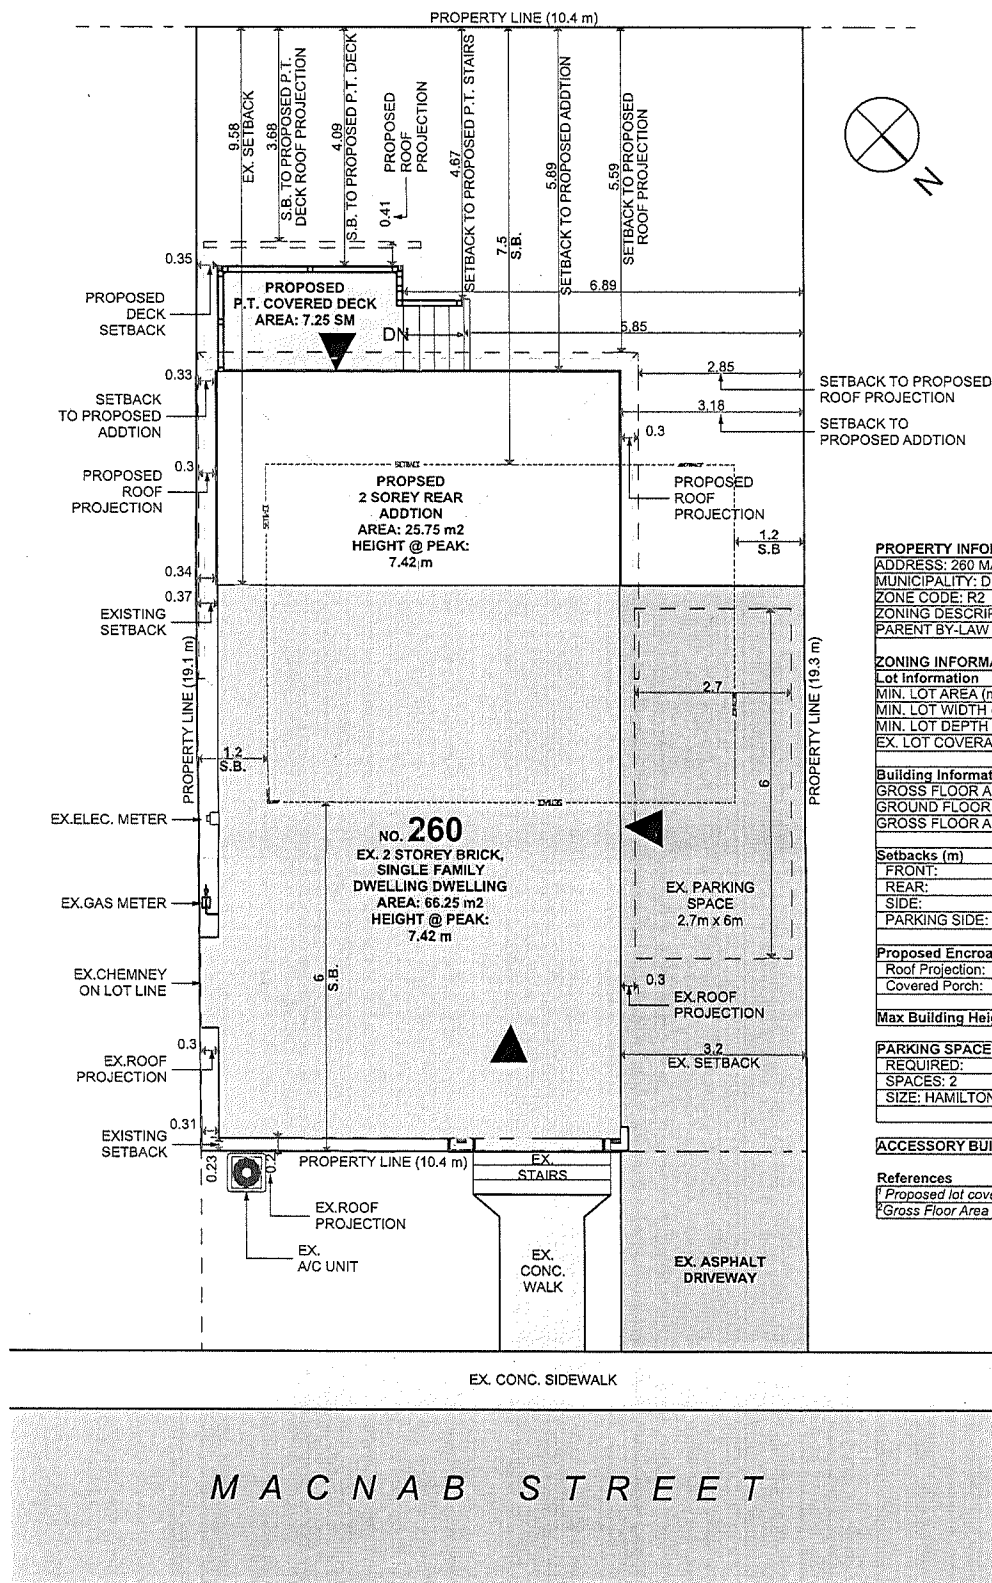 PROPERTY LINE (10.4 m)
9.58
EX. SETBACK
3.68
S.B. TO PROPOSED P.T.
DECK ROOF PROJECTION
4.09
S.B. TO PROPOSED P.T. DECK
PROPOSED
ROOF
PROJECTION
0.41
4.67
SETBACK TO PROPOSED P.T. STAIRS
7.5
S.B.
5.89
SETBACK TO PROPOSED ADDTION
5.59
SETBACK TO PROPOSED
ROOF PROJECTION
N
0.35
PROPOSED
DECK
SETBACK
PROPOSED
P.T. COVERED DECK
AREA: 7.25 SM
DN
6.89
5.85
2.85
SETBACK TO PROPOSED
ROOF PROJECTION
3.18
SETBACK TO
PROPOSED ADDTION
0.33
SETBACK
TO PROPOSED
ADDTION
0.3
0.3
PROPOSED
ROOF
PROJECTION
SETBACK
SETBACK
SETBACK
PROPSED
2 SOREY REAR
ADDTION
AREA: 25.75 m2
HEIGHT @ PEAK:
7.42 m
PROPOSED
ROOF
PROJECTION
1.2
S.B
0.34
0.37
EXISTING
SETBACK
PROPERTY LINE (19.1 m)
PROPERTY LINE (19.3 m)
2.7
SETBACK
6
1.2
S.B.
SETBACK
EX.ELEC. METER
NO. 260
EX. 2 STOREY BRICK,
SINGLE FAMILY
DWELLING DWELLING
AREA: 66.25 m2
HEIGHT @ PEAK:
7.42 m
EX. PARKING
SPACE
2.7m x 6m
EX.GAS METER
6
S.B.
EX.CHEMNEY
ON LOT LINE
0.3
EX.ROOF
PROJECTION
0.3
EX.ROOF
PROJECTION
3.2
EX. SETBACK
0.31
EXISTING
SETBACK
0.23
0.2
PROPERTY LINE (10.4 m)
EX.
STAIRS
EX.ROOF
PROJECTION
EX.
A/C UNIT
EX.
CONC.
WALK
EX. ASPHALT
DRIVEWAY
EX. CONC. SIDEWALK
MACNAB STREET
PROPERTY INFOR
ADDRESS: 260 MA
MUNICIPALITY: D
ZONE CODE: R2
ZONING DESCRIP
PARENT BY-LAW
ZONING INFORMA
Lot Information
MIN. LOT AREA (m
MIN. LOT WIDTH
MIN. LOT DEPTH
EX. LOT COVERA
Building Informat
GROSS FLOOR A
GROUND FLOOR
GROSS FLOOR A
Setbacks (m)
FRONT:
REAR:
SIDE:
PARKING SIDE:
Proposed Encroa
Roof Projection:
Covered Porch:
Max Building Heig
PARKING SPACE
REQUIRED:
SPACES: 2
SIZE: HAMILTON
ACCESSORY BUI
References
¹ Proposed lot cove
² Gross Floor Area